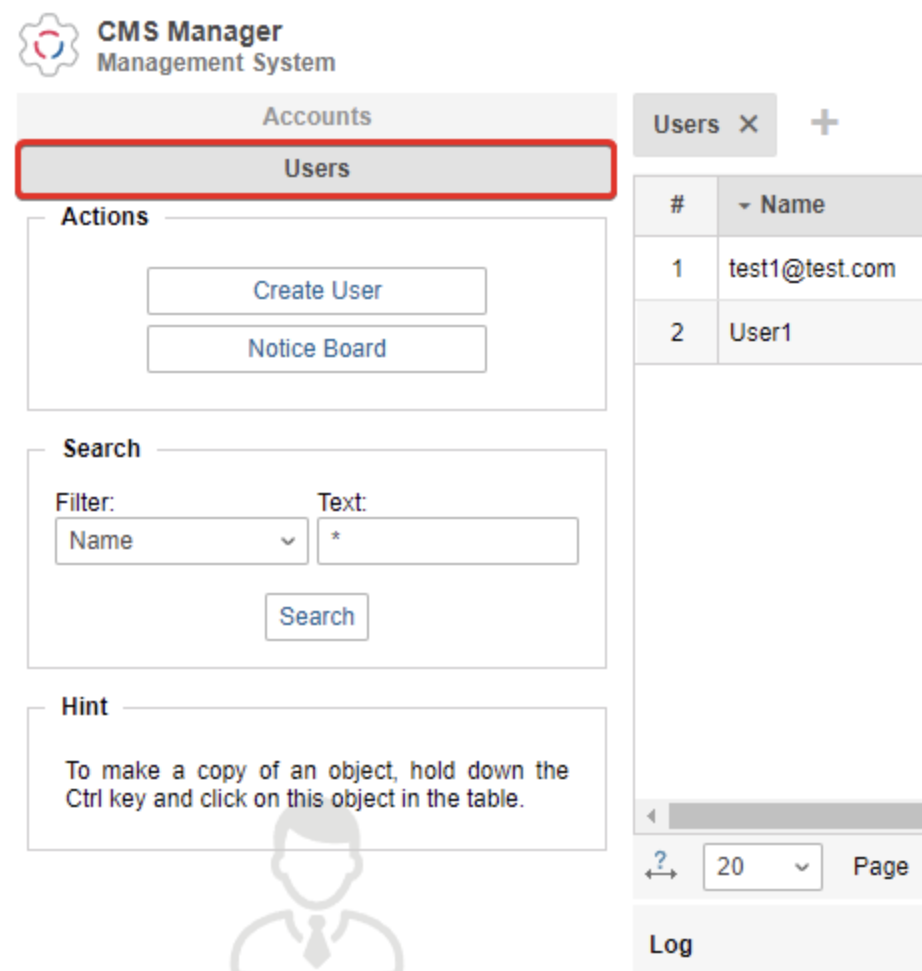 CMS Manager
Management System
Accounts
Users
Actions
Create User
Notice Board
Search
Filter:
Text:
Name
*
Search
Hint
To make a copy of an object, hold down the
Ctrl key and click on this object in the table.
Users ✕ +
# Name
1 test1@test.com
2 User1
? 20 Page
Log